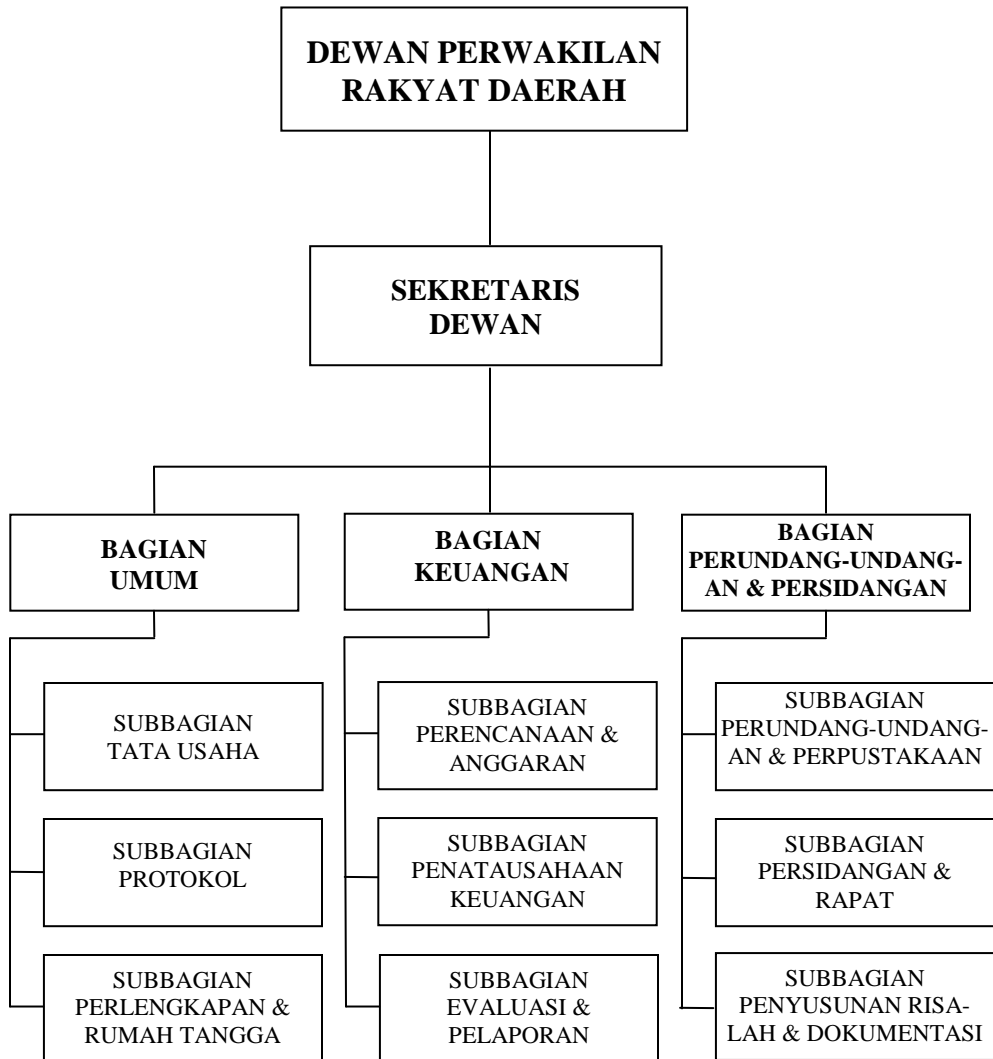 DEWAN PERWAKILAN
RAKYAT DAERAH
SEKRETARIS
DEWAN
BAGIAN
UMUM
BAGIAN
KEUANGAN
BAGIAN
PERUNDANG-UNDANG-
AN & PERSIDANGAN
SUBBAGIAN
TATA USAHA
SUBBAGIAN
PERENCANAAN &
ANGGARAN
SUBBAGIAN
PERUNDANG-UNDANG-
AN & PERPUSTAKAAN
SUBBAGIAN
PROTOKOL
SUBBAGIAN
PENATAUSAHAAN
KEUANGAN
SUBBAGIAN
PERSIDANGAN &
RAPAT
SUBBAGIAN
PERLENGKAPAN &
RUMAH TANGGA
SUBBAGIAN
EVALUASI &
PELAPORAN
SUBBAGIAN
PENYUSUNAN RISA-
LAH & DOKUMENTASI